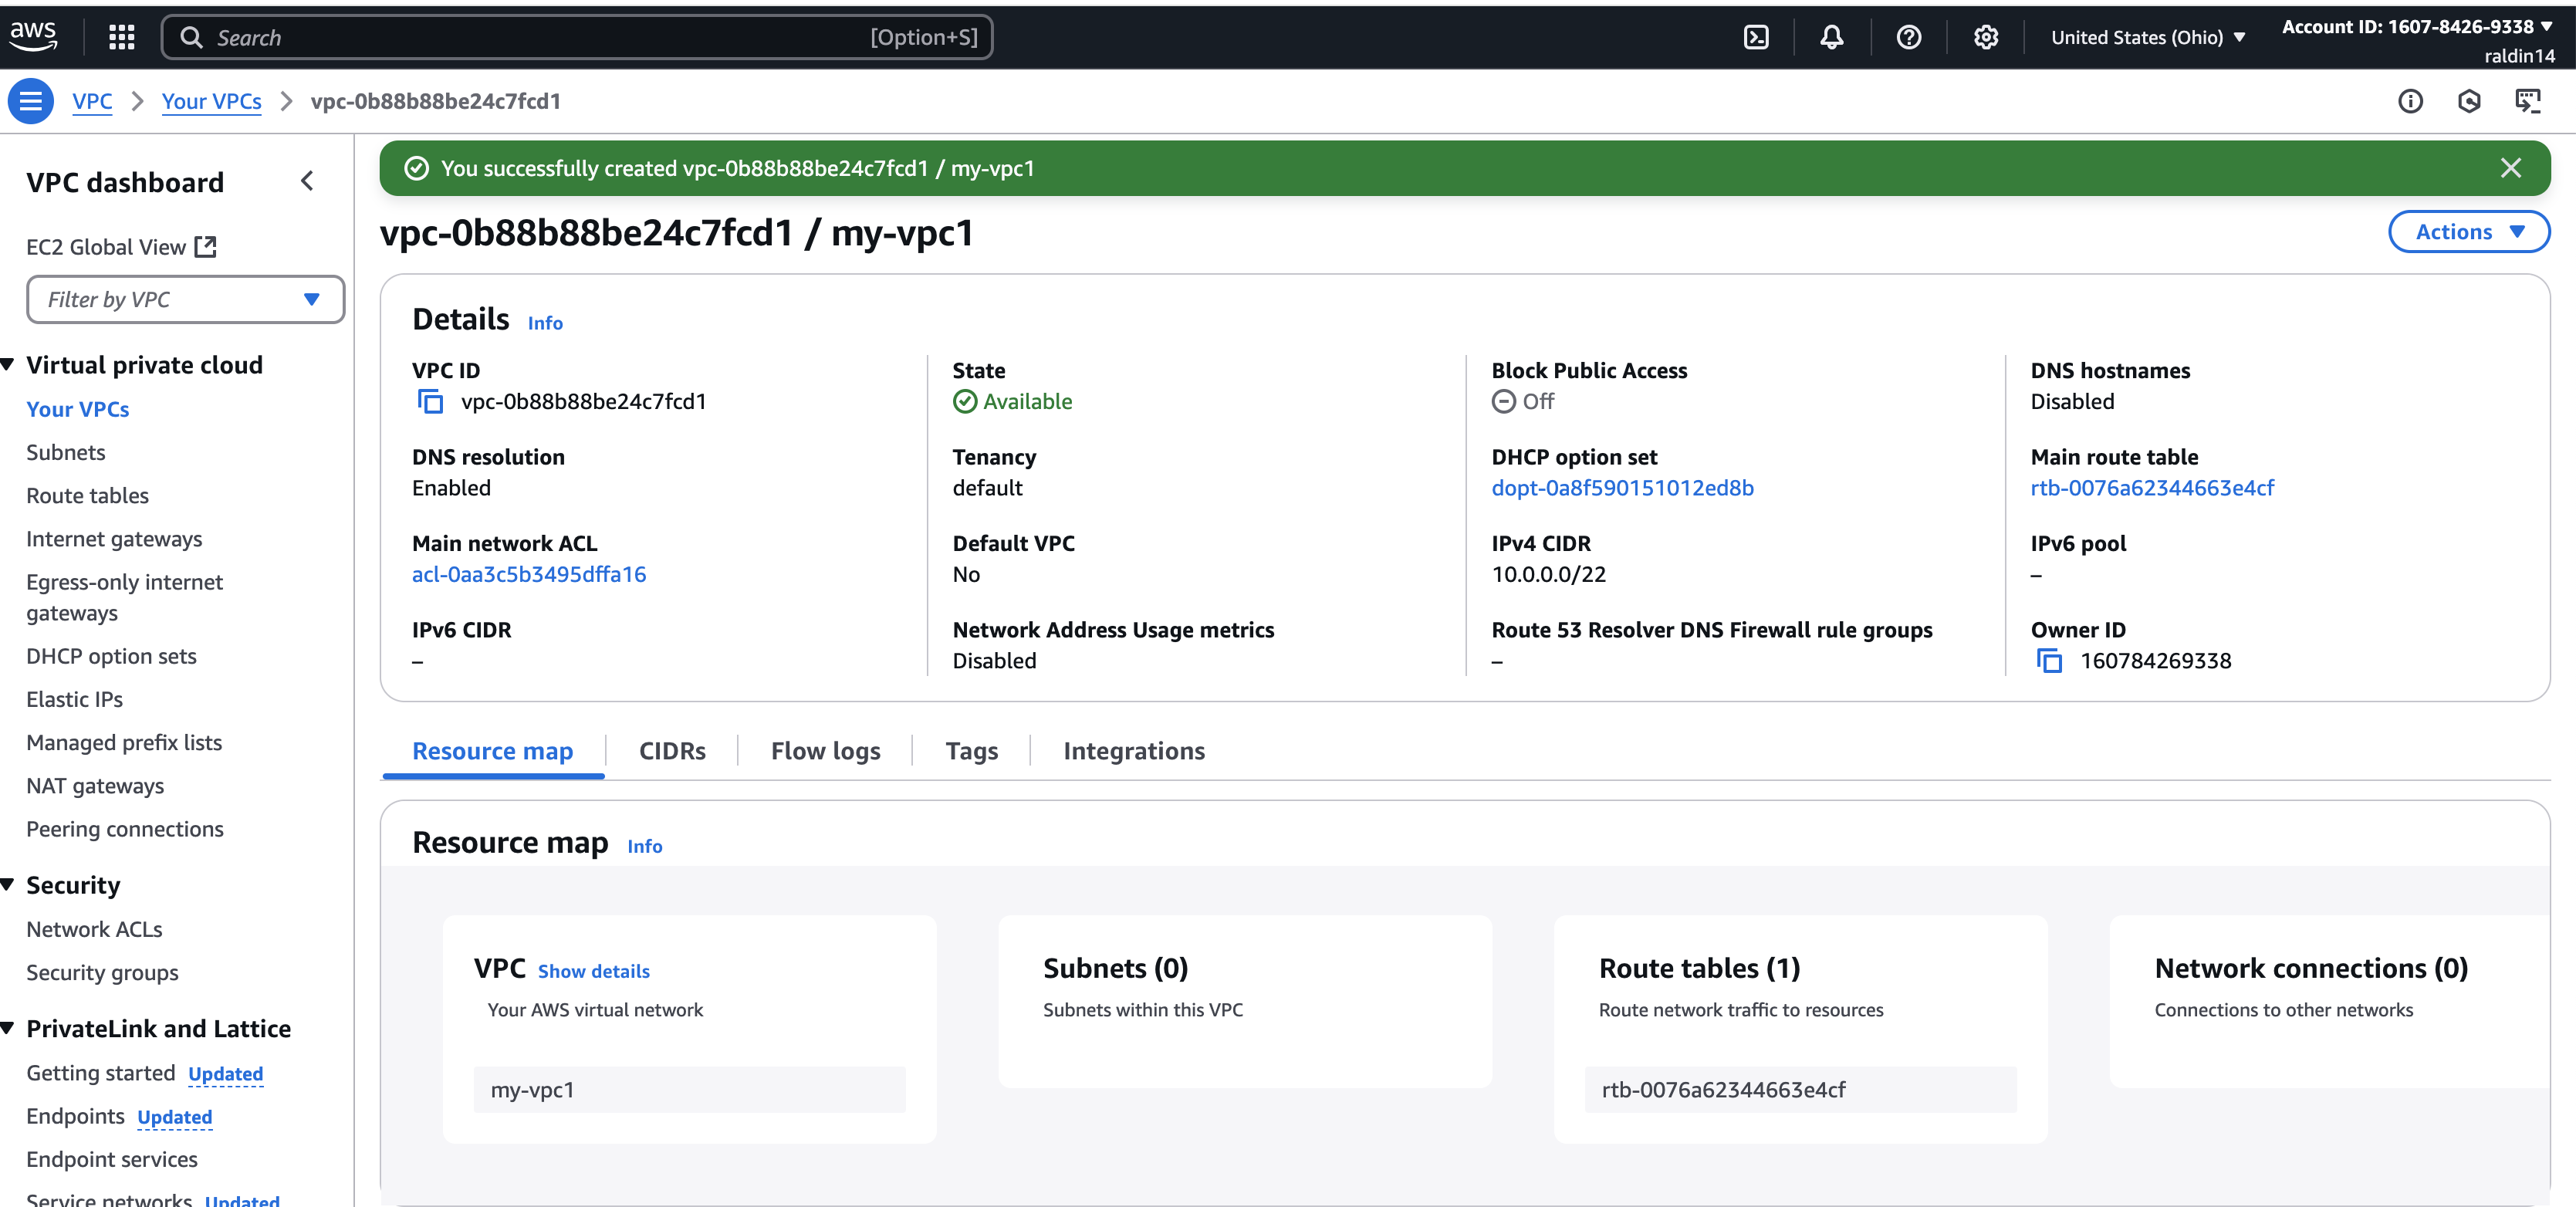 aws
Search [Option+S]
United States (Ohio)
Account ID: 1607-8426-9338
raldin14
VPC
Your VPCs
vpc-0b88b88be24c7fcd1
VPC dashboard
EC2 Global View
Filter by VPC
Virtual private cloud
Your VPCs
Subnets
Route tables
Internet gateways
Egress-only internet
gateways
DHCP option sets
Elastic IPs
Managed prefix lists
NAT gateways
Peering connections
Security
Network ACLs
Security groups
PrivateLink and Lattice
Getting started Updated
Endpoints Updated
Endpoint services
Service networks Updated
You successfully created vpc-0b88b88be24c7fcd1 / my-vpc1
vpc-0b88b88be24c7fcd1 / my-vpc1
Actions
Details Info
VPC ID
vpc-0b88b88be24c7fcd1
State
Available
Block Public Access
Off
DNS hostnames
Disabled
DNS resolution
Enabled
Tenancy
default
DHCP option set
dopt-0a8f590151012ed8b
Main route table
rtb-0076a62344663e4cf
Main network ACL
acl-0aa3c5b3495dffa16
Default VPC
No
IPv4 CIDR
10.0.0.0/22
IPv6 pool
–
IPv6 CIDR
–
Network Address Usage metrics
Disabled
Route 53 Resolver DNS Firewall rule groups
–
Owner ID
160784269338
Resource map
CIDRs
Flow logs
Tags
Integrations
Resource map Info
VPC Show details
Your AWS virtual network
my-vpc1
Subnets (0)
Subnets within this VPC
Route tables (1)
Route network traffic to resources
rtb-0076a62344663e4cf
Network connections (0)
Connections to other networks